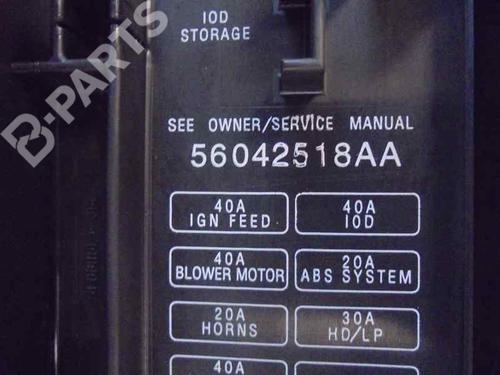 IOD
STORAGE
B-PARTS
SEE OWNER/SERVICE MANUAL
56042518AA
40A
IGN FEED
40A
IOD
40A
BLOWER MOTOR
20A
ABS SYSTEM
20A
HORNS
30A
HD/LP
40A